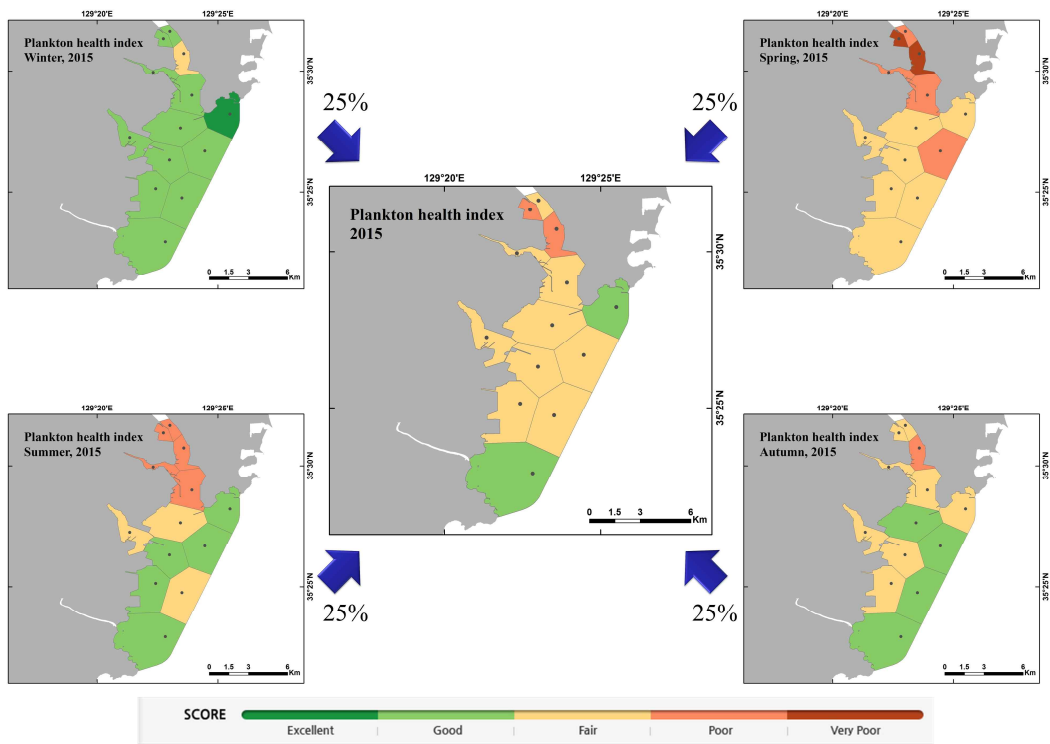 129°20'E 129°25'E
Plankton health index
Winter, 2015
35°30'N
35°25'N
0 1.5 3 6
Km
25%
129°20'E 129°25'E
Plankton health index
Spring, 2015
35°30'N
35°25'N
0 1.5 3 6
Km
25%
129°20'E 129°25'E
Plankton health index
2015
35°30'N
35°25'N
0 1.5 3 6
Km
129°20'E 129°25'E
Plankton health index
Summer, 2015
35°30'N
35°25'N
0 1.5 3 6
Km
25%
129°20'E 129°25'E
Plankton health index
Autumn, 2015
35°30'N
35°25'N
0 1.5 3 6
Km
25%
SCORE
Excellent Good Fair Poor Very Poor